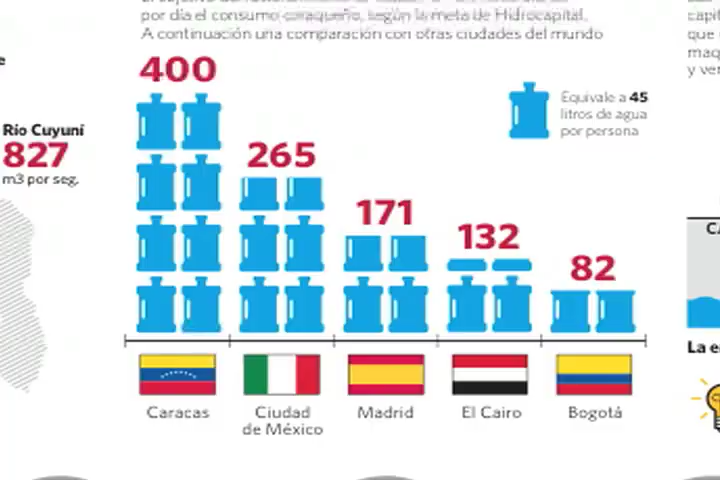 por día el consumo caraqueño, según la meta de Hidrocapital.
A continuación una comparación con otras ciudades del mundo
400
265
171
132
82
Equivale a 45
litros de agua
por persona
Río Cuyuní
827
m3 por seg.
Caracas
Ciudad
de México
Madrid
El Cairo
Bogotá
que
y ver
La e